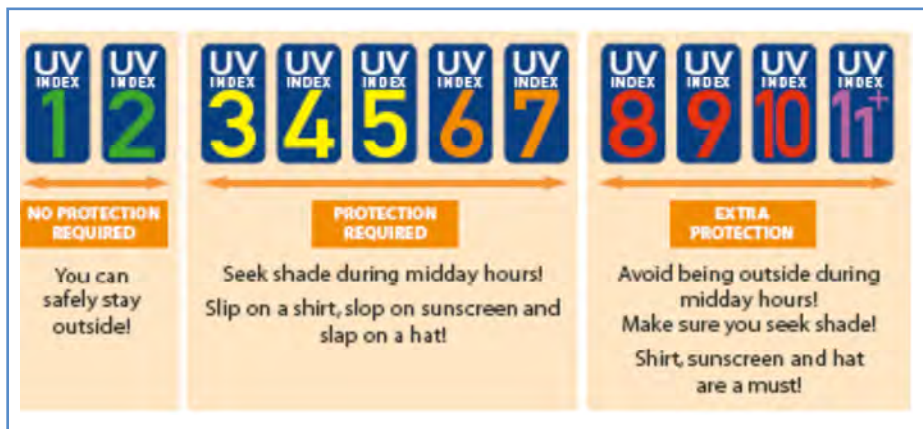 UV INDEX 1
UV INDEX 2
UV INDEX 3
UV INDEX 4
UV INDEX 5
UV INDEX 6
UV INDEX 7
UV INDEX 8
UV INDEX 9
UV INDEX 10
UV INDEX 11+
NO PROTECTION
REQUIRED
You can
safely stay
outside!
PROTECTION
REQUIRED
Seek shade during midday hours!
Slip on a shirt, slop on sunscreen and
slap on a hat!
EXTRA
PROTECTION
Avoid being outside during
midday hours!
Make sure you seek shade!
Shirt, sunscreen and hat
are a must!